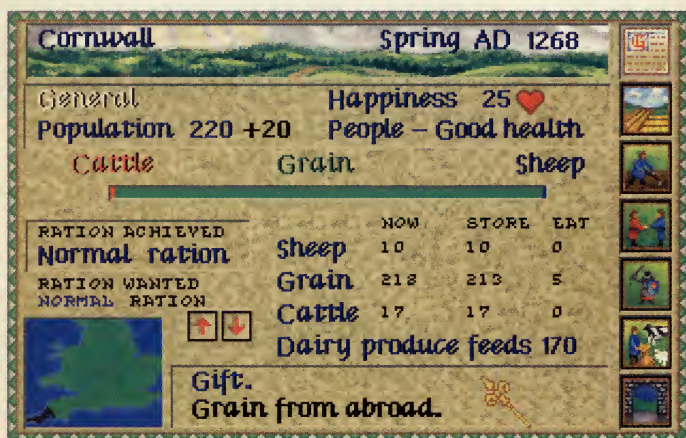 Cornwall Spring AD 1268
General Happiness 25
Population 220 +20 People – Good health
Cattle Grain Sheep
RATION ACHIEVED
Normal ration
RATION WANTED
NORMAL RATION
NOW STORE EAT
Sheep 10 10 0
Grain 218 213 5
Cattle 17 17 0
Dairy produce feeds 170
Gift.
Grain from abroad.